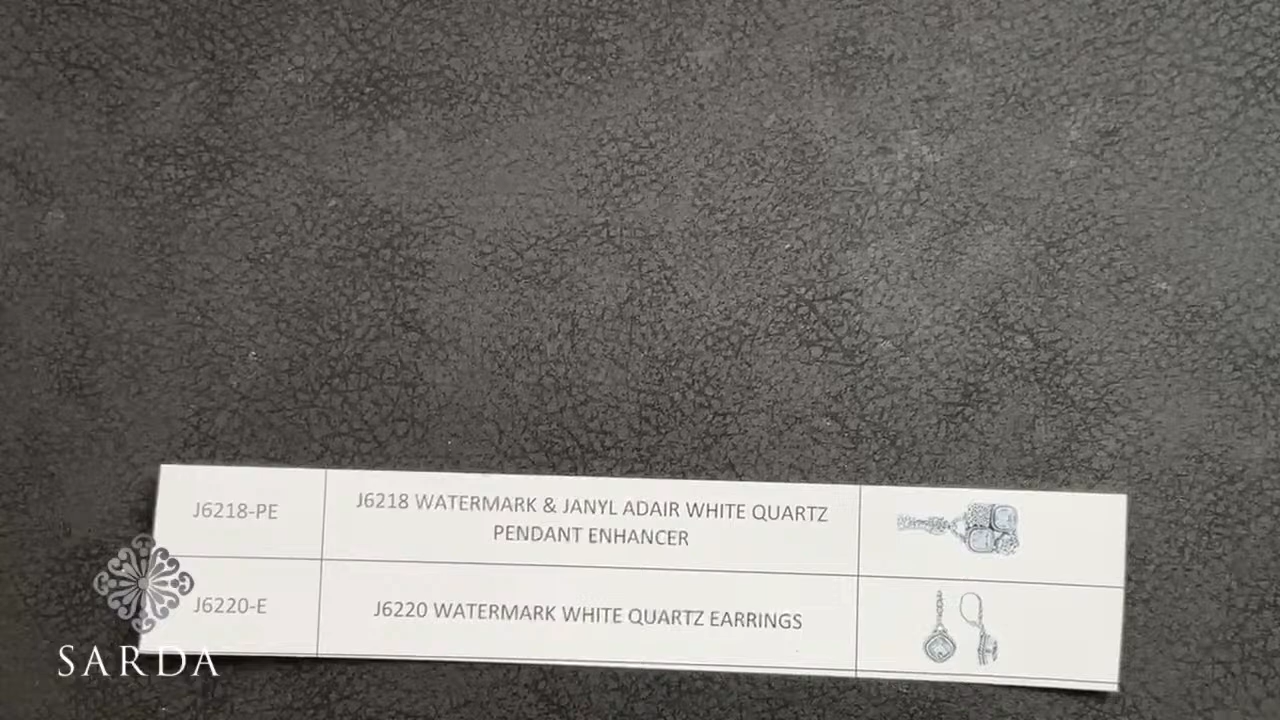 J6218-PE
J6218 WATERMARK & JANYL ADAIR WHITE QUARTZ
PENDANT ENHANCER
J6220-E
J6220 WATERMARK WHITE QUARTZ EARRINGS
SARDA